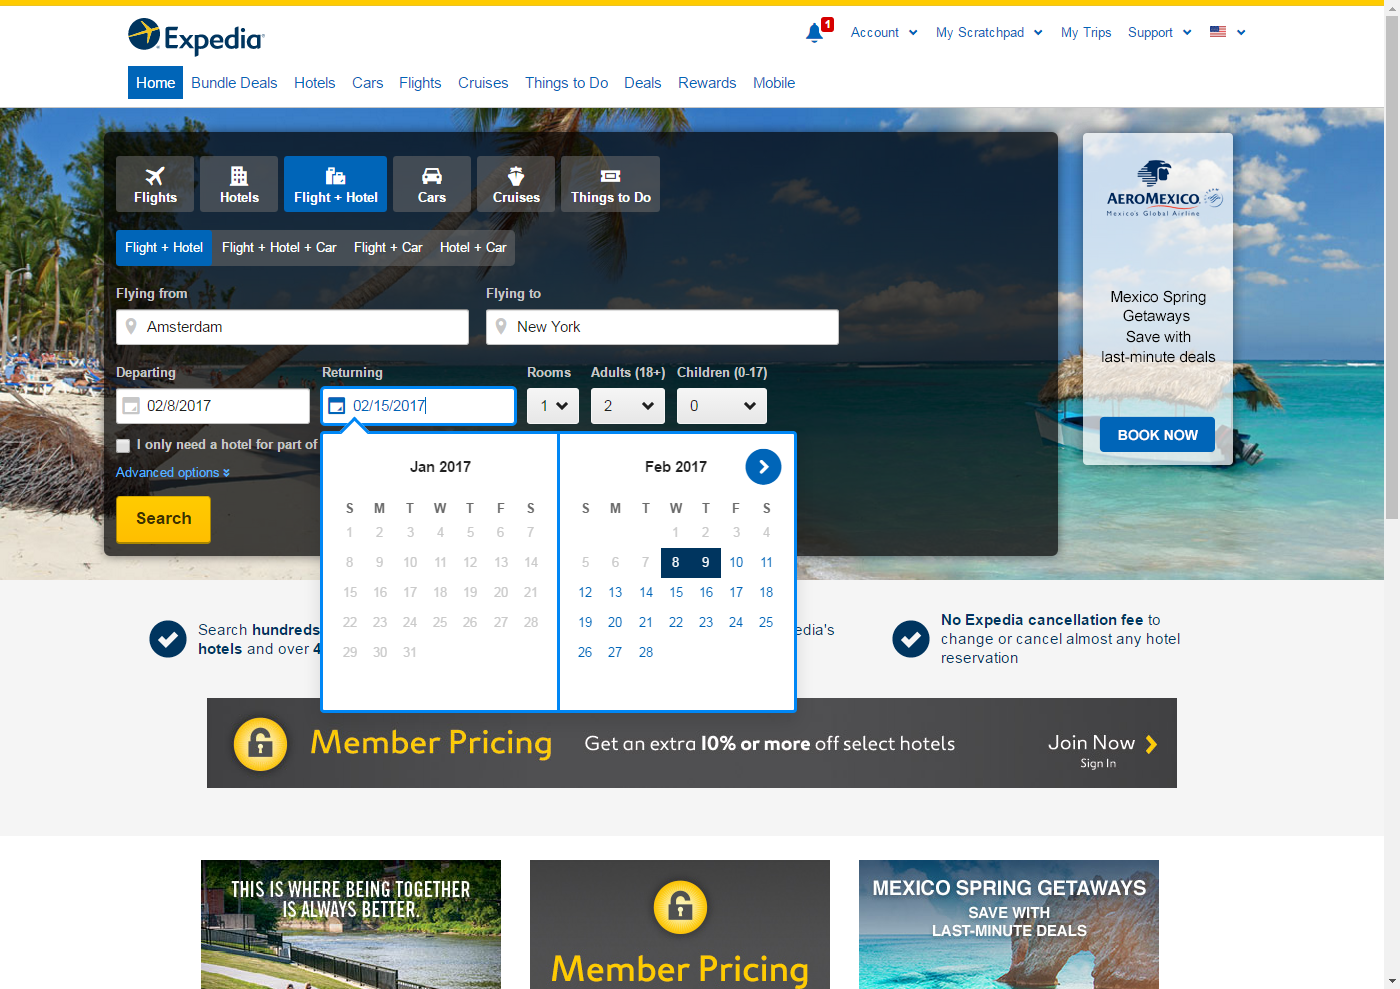 Expedia
1
Account
My Scratchpad
My Trips
Support
Home
Bundle Deals
Hotels
Cars
Flights
Cruises
Things to Do
Deals
Rewards
Mobile
Flights
Hotels
Flight + Hotel
Cars
Cruises
Things to Do
Flight + Hotel
Flight + Hotel + Car
Flight + Car
Hotel + Car
Flying from
Flying to
Amsterdam
New York
Departing
Returning
Rooms
Adults (18+)
Children (0-17)
02/8/2017
02/15/2017
1
2
0
I only need a hotel for part of
Advanced options
Search
Jan 2017
S M T W T F S
1 2 3 4 5 6 7
8 9 10 11 12 13 14
15 16 17 18 19 20 21
22 23 24 25 26 27 28
29 30 31
Feb 2017
S M T W T F S
1 2 3 4
5 6 7 8 9 10 11
12 13 14 15 16 17 18
19 20 21 22 23 24 25
26 27 28
AEROMEXICO
Mexico's Global Airline
Mexico Spring
Getaways
Save with
last-minute deals
BOOK NOW
Search hundreds
hotels and over 4
edia's
No Expedia cancellation fee to
change or cancel almost any hotel
reservation
Member Pricing
Get an extra 10% or more off select hotels
Join Now
Sign In
THIS IS WHERE BEING TOGETHER
IS ALWAYS BETTER.
Member Pricing
MEXICO SPRING GETAWAYS
SAVE WITH
LAST-MINUTE DEALS